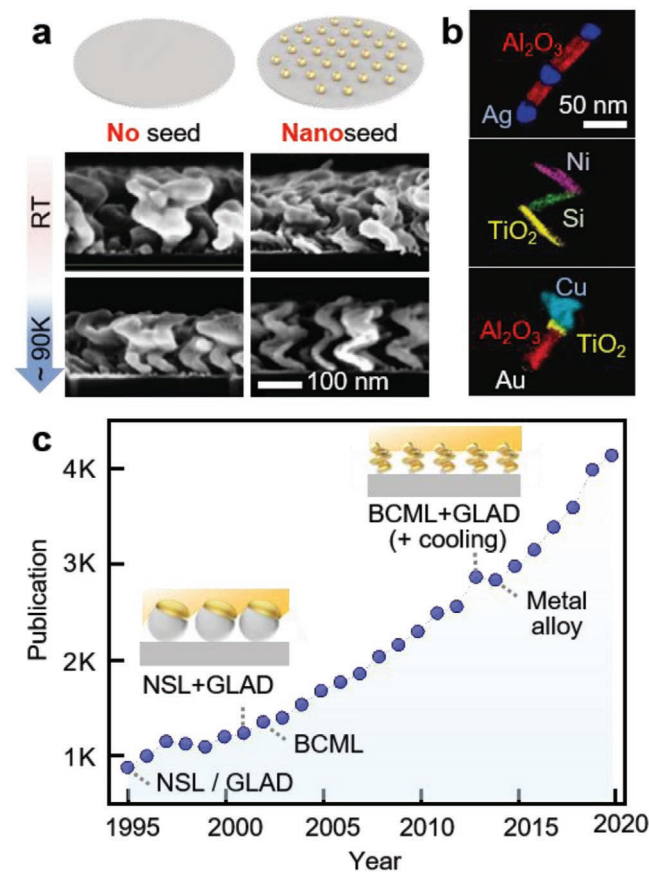 a
No seed
Nanoseed
RT
~ 90K
100 nm
b
Al2O3
Ag
50 nm
Ni
Si
TiO2
Cu
Al2O3
TiO2
Au
c
Publication
4K
3K
2K
1K
BCML+GLAD
(+ cooling)
Metal
alloy
NSL+GLAD
BCML
NSL / GLAD
1995
2000
2005
2010
2015
2020
Year